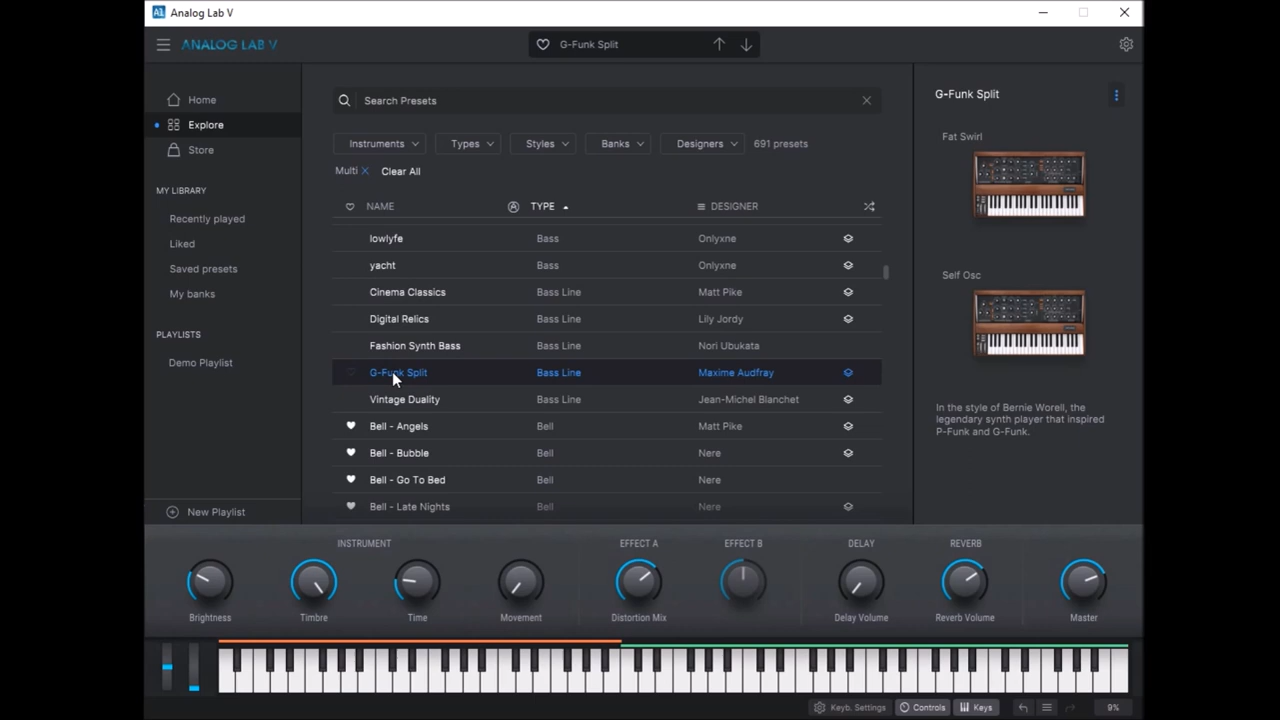 Analog Lab V
ANALOG LAB V
G-Funk Split
Home
Explore
Store
MY LIBRARY
Recently played
Liked
Saved presets
My banks
PLAYLISTS
Demo Playlist
New Playlist
Search Presets
Instruments Types Styles Banks Designers 691 presets
Multi Clear All
NAME TYPE DESIGNER
lowlyfe Bass Onlyxne
yacht Bass Onlyxne
Cinema Classics Bass Line Matt Pike
Digital Relics Bass Line Lily Jordy
Fashion Synth Bass Bass Line Nori Ubukata
G-Funk Split Bass Line Maxime Audfray
Vintage Duality Bass Line Jean-Michel Blanchet
Bell - Angels Bell Matt Pike
Bell - Bubble Bell Nere
Bell - Go To Bed Bell Nere
Bell - Late Nights Bell Nere
G-Funk Split
Fat Swirl
Self Osc
In the style of Bernie Worell, the
legendary synth player that inspired
P-Funk and G-Funk.
INSTRUMENT EFFECT A EFFECT B DELAY REVERB
Brightness Timbre Time Movement Distortion Mix Delay Volume Reverb Volume Master
Keyb. Settings Controls Keys 9%